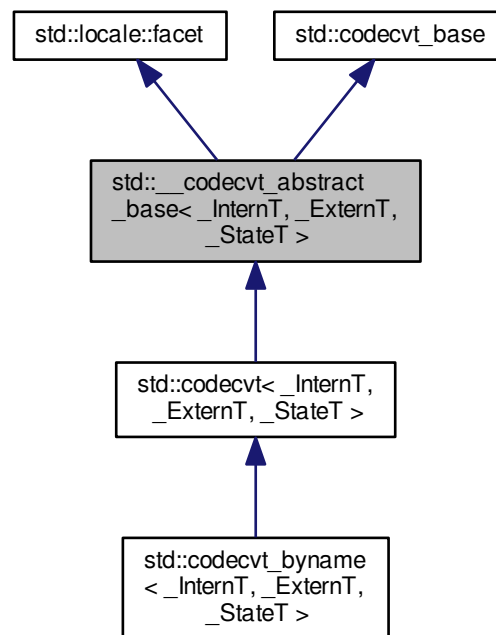 std::locale::facet
std::codecvt_base
std::__codecvt_abstract
_base< _InternT, _ExternT,
_StateT >
std::codecvt< _InternT,
_ExternT, _StateT >
std::codecvt_byname
< _InternT, _ExternT,
_StateT >